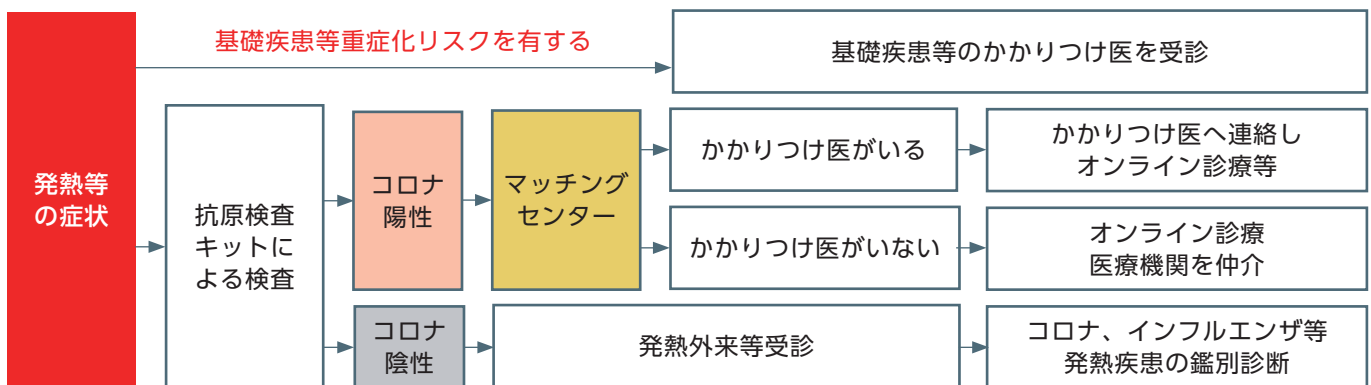 発熱等
の症状
基礎疾患等重症化リスクを有する
基礎疾患等のかかりつけ医を受診
抗原検査
キットに
よる検査
コロナ
陽性
マッチング
センター
かかりつけ医がいる
かかりつけ医へ連絡し
オンライン診療等
かかりつけ医がいない
オンライン診療
医療機関を仲介
コロナ
陰性
発熱外来等受診
コロナ、インフルエンザ等
発熱疾患の鑑別診断